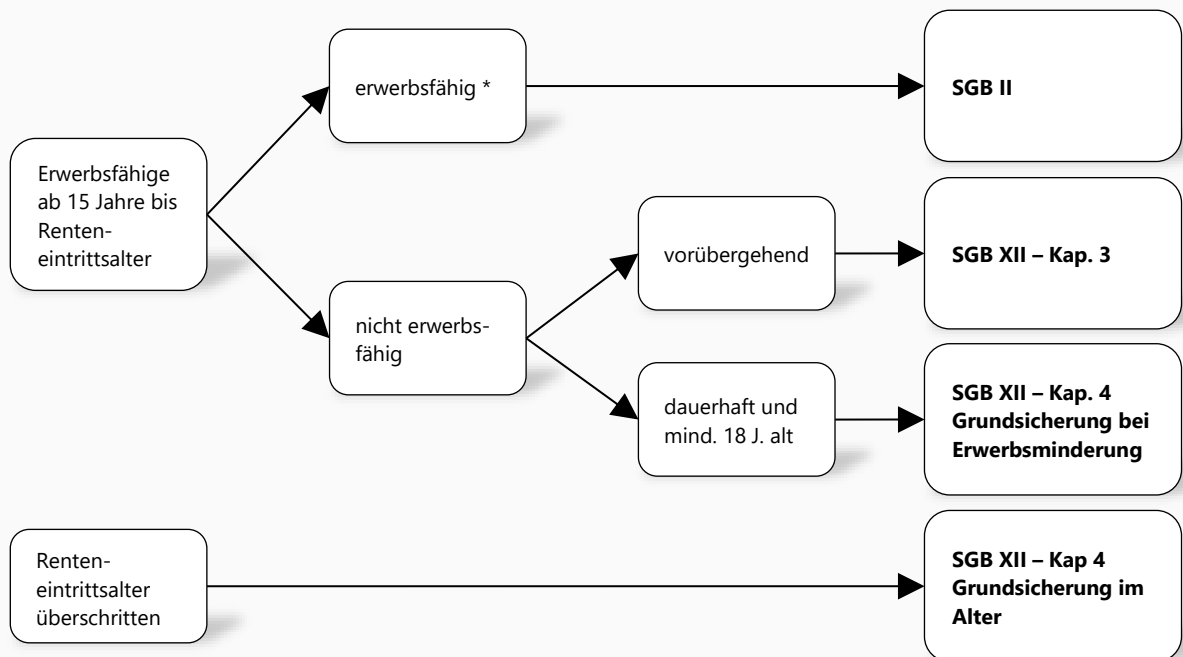 erwerbsfähig *
SGB II
Erwerbsfähige
ab 15 Jahre bis
Renten-
eintrittsalter
vorübergehend
SGB XII – Kap. 3
nicht erwerbs-
fähig
dauerhaft und
mind. 18 J. alt
SGB XII – Kap. 4
Grundsicherung bei
Erwerbsminderung
Renten-
eintrittsalter
überschritten
SGB XII – Kap 4
Grundsicherung im
Alter